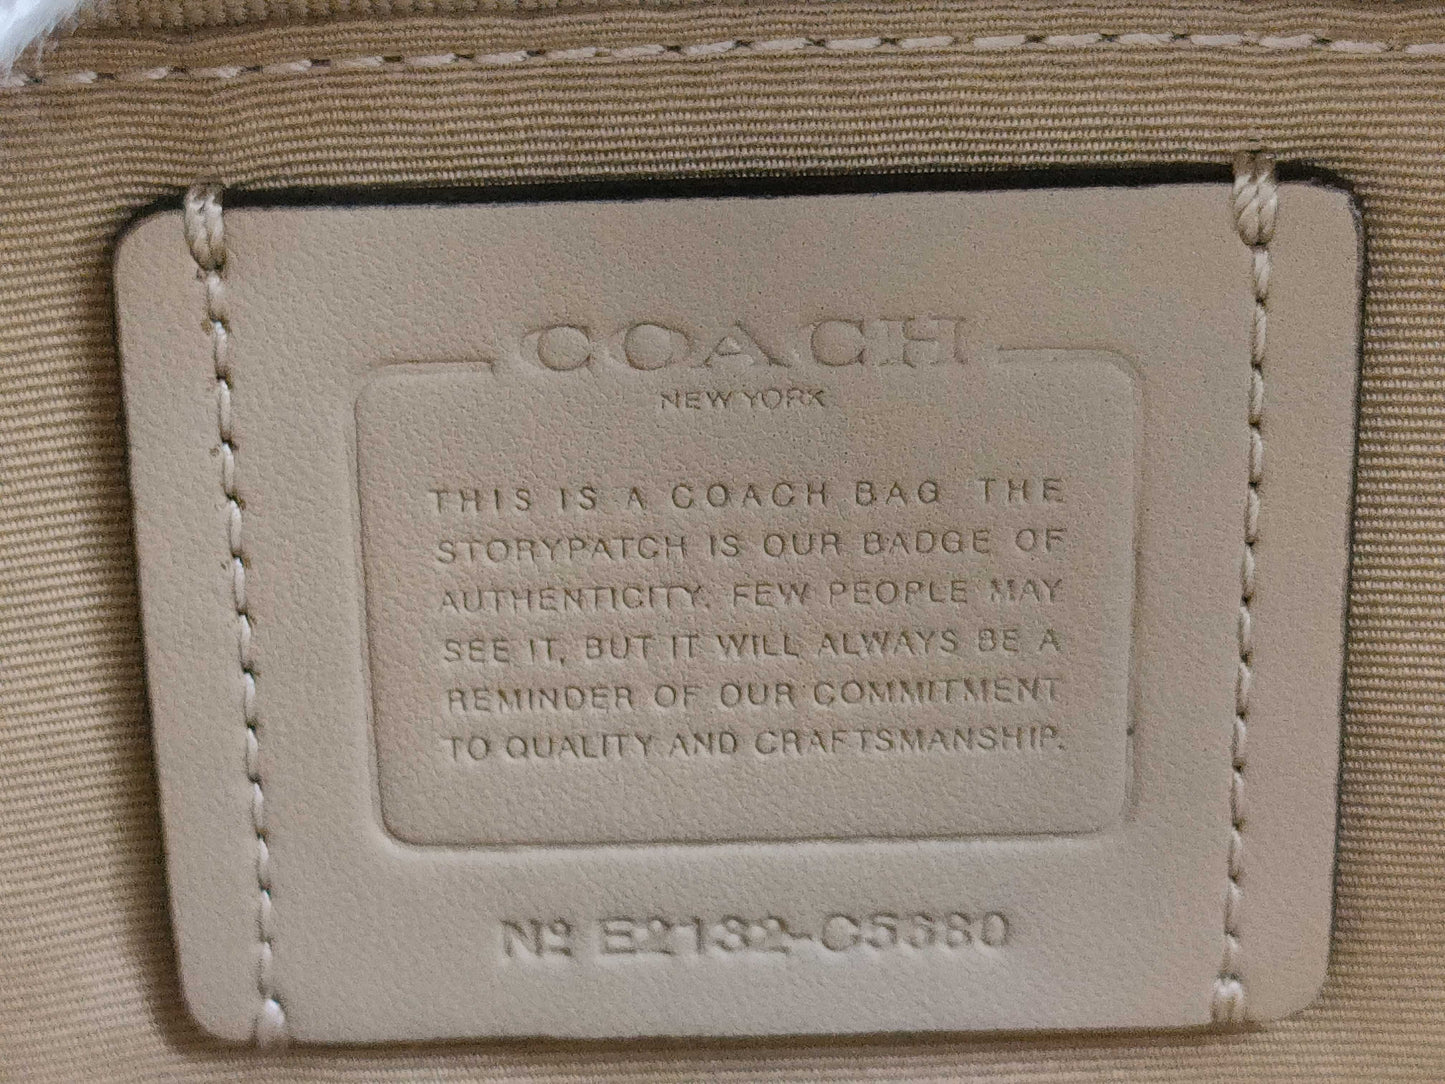 COACH
NEW YORK
THIS IS A COACH BAG THE
STORYPATCH IS OUR BADGE OF
AUTHENTICITY. FEW PEOPLE MAY
SEE IT, BUT IT WILL ALWAYS BE A
REMINDER OF OUR COMMITMENT
TO QUALITY AND CRAFTSMANSHIP.
Nº E2132-C5380